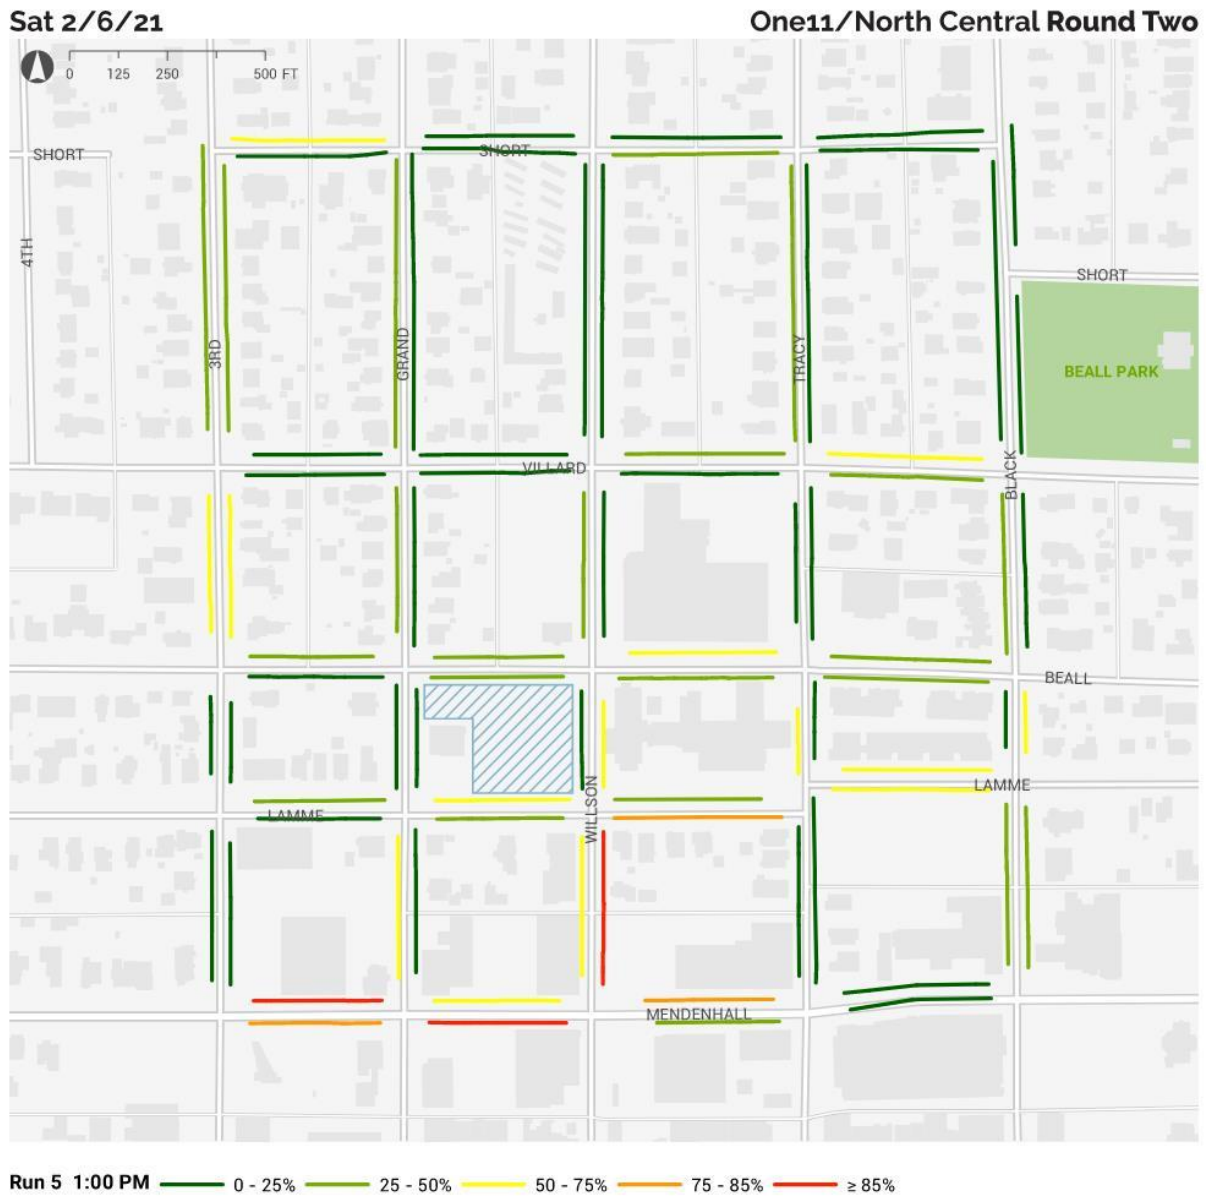 Sat 2/6/21
One11/North Central Round Two
0 125 250 500 FT
SHORT
SHORT
4TH
SHORT
3RD
GRAND
TRACY
BEALL PARK
VILLARD
BLACK
BEALL
LAMME
WILLSON
LAMME
MENDENHALL
Run 5 1:00 PM 0 - 25% 25 - 50% 50 - 75% 75 - 85% ≥ 85%